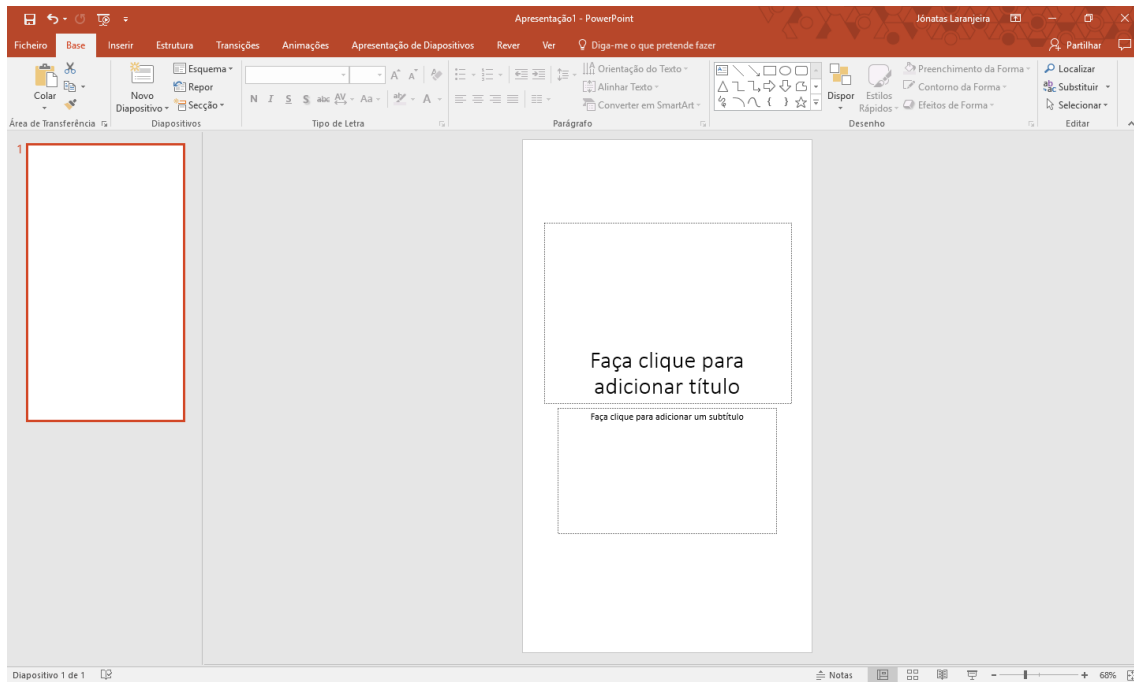 Apresentação1 - PowerPoint
Jónatas Laranjeira
Ficheiro Base Inserir Estrutura Transições Animações Apresentação de Diapositivos Rever Ver Diga-me o que pretende fazer Partilhar
Colar
Área de Transferência
Novo
Diapositivo
Esquema
Repor
Secção
Diapositivos
N I S S abc AV Aa A
Tipo de Letra
Orientação do Texto
Alinhar Texto
Converter em SmartArt
Parágrafo
Dispor
Estilos
Rápidos
Preenchimento da Forma
Contorno da Forma
Efeitos de Forma
Desenho
Localizar
Substituir
Selecionar
Editar
1
Faça clique para
adicionar título
Faça clique para adicionar um subtítulo
Diapositivo 1 de 1
Notas
68%